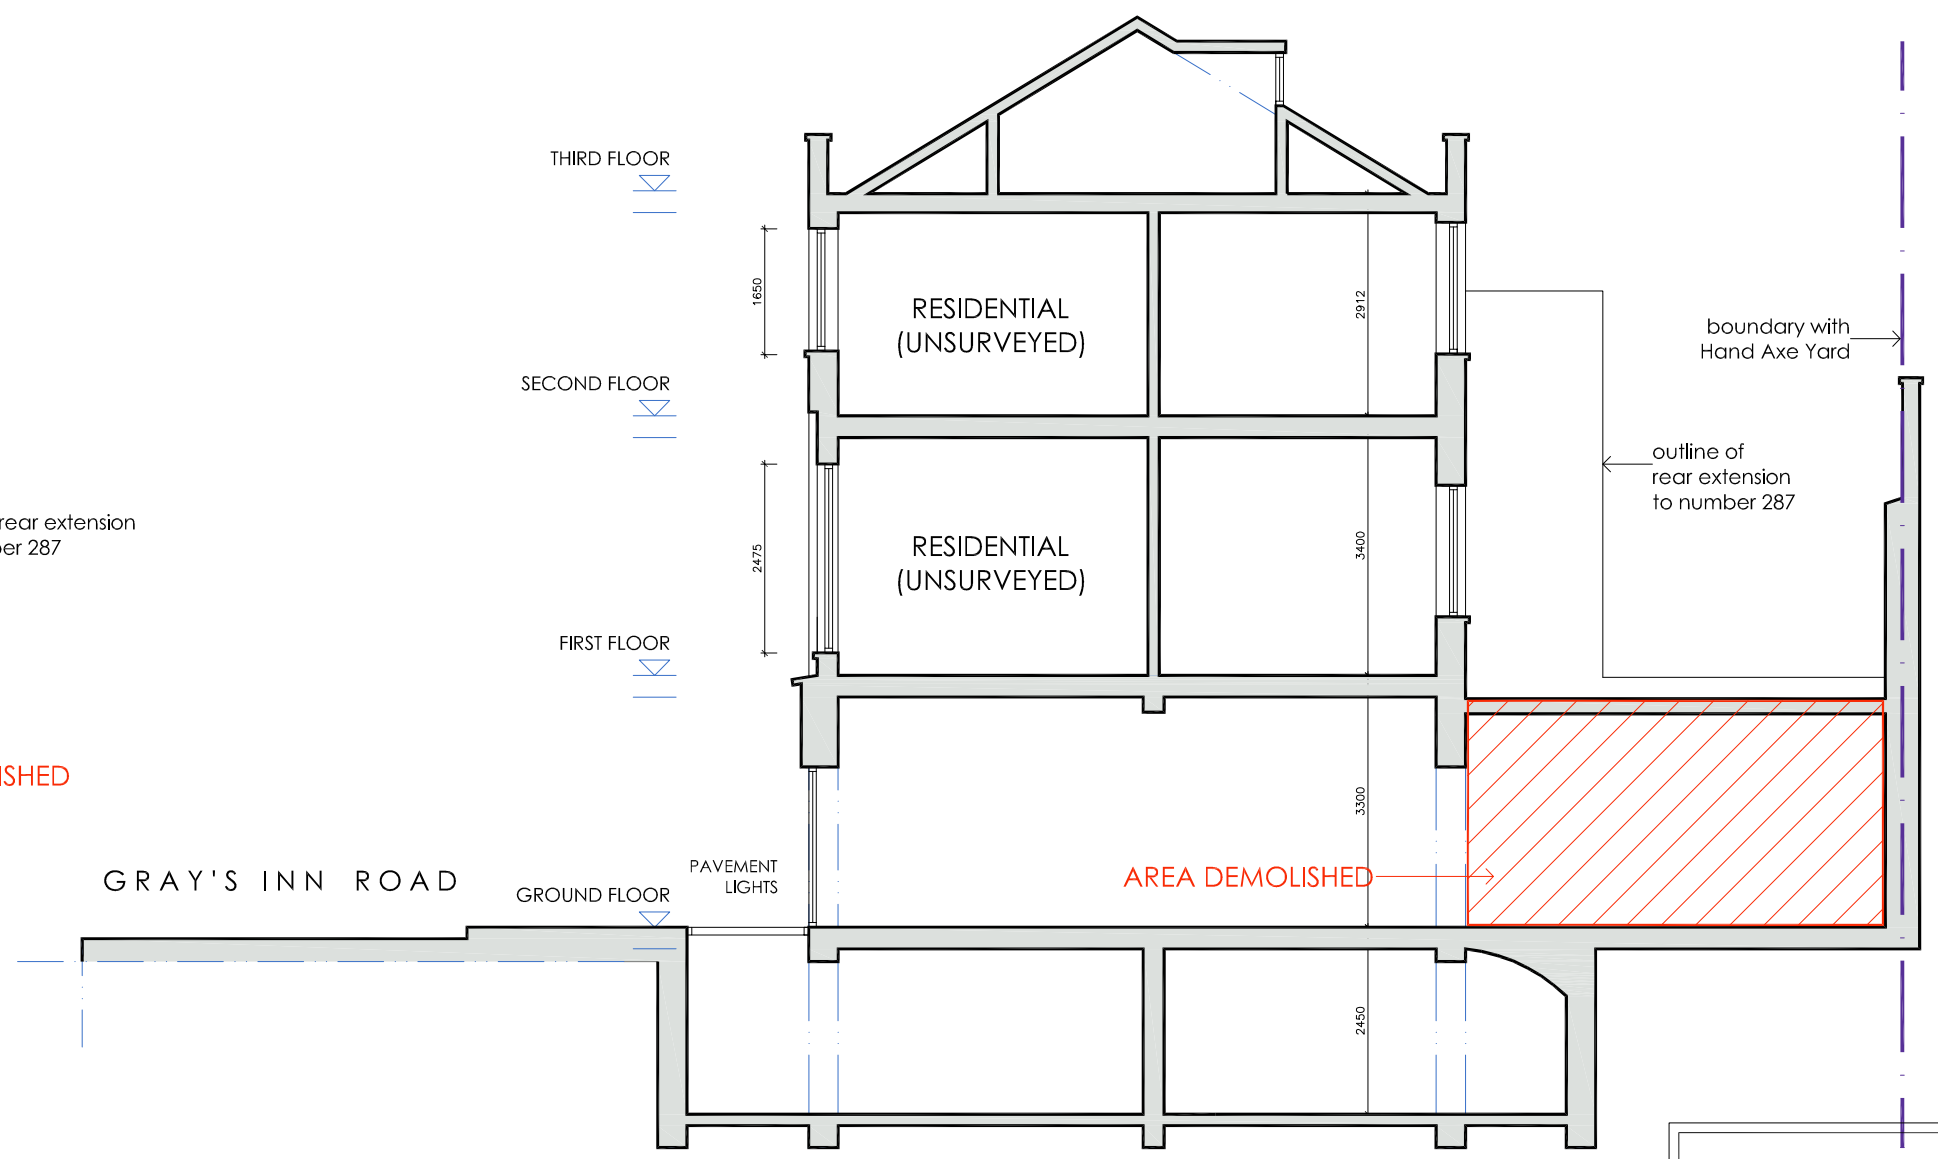 THIRD FLOOR
1650
RESIDENTIAL
(UNSURVEYED)
2912
boundary with
Hand Axe Yard
SECOND FLOOR
outline of
rear extension
to number 287
rear extension
er 287
2475
RESIDENTIAL
(UNSURVEYED)
3400
FIRST FLOOR
ISHED
3300
GRAY'S INN ROAD
PAVEMENT
LIGHTS
AREA DEMOLISHED
GROUND FLOOR
2450